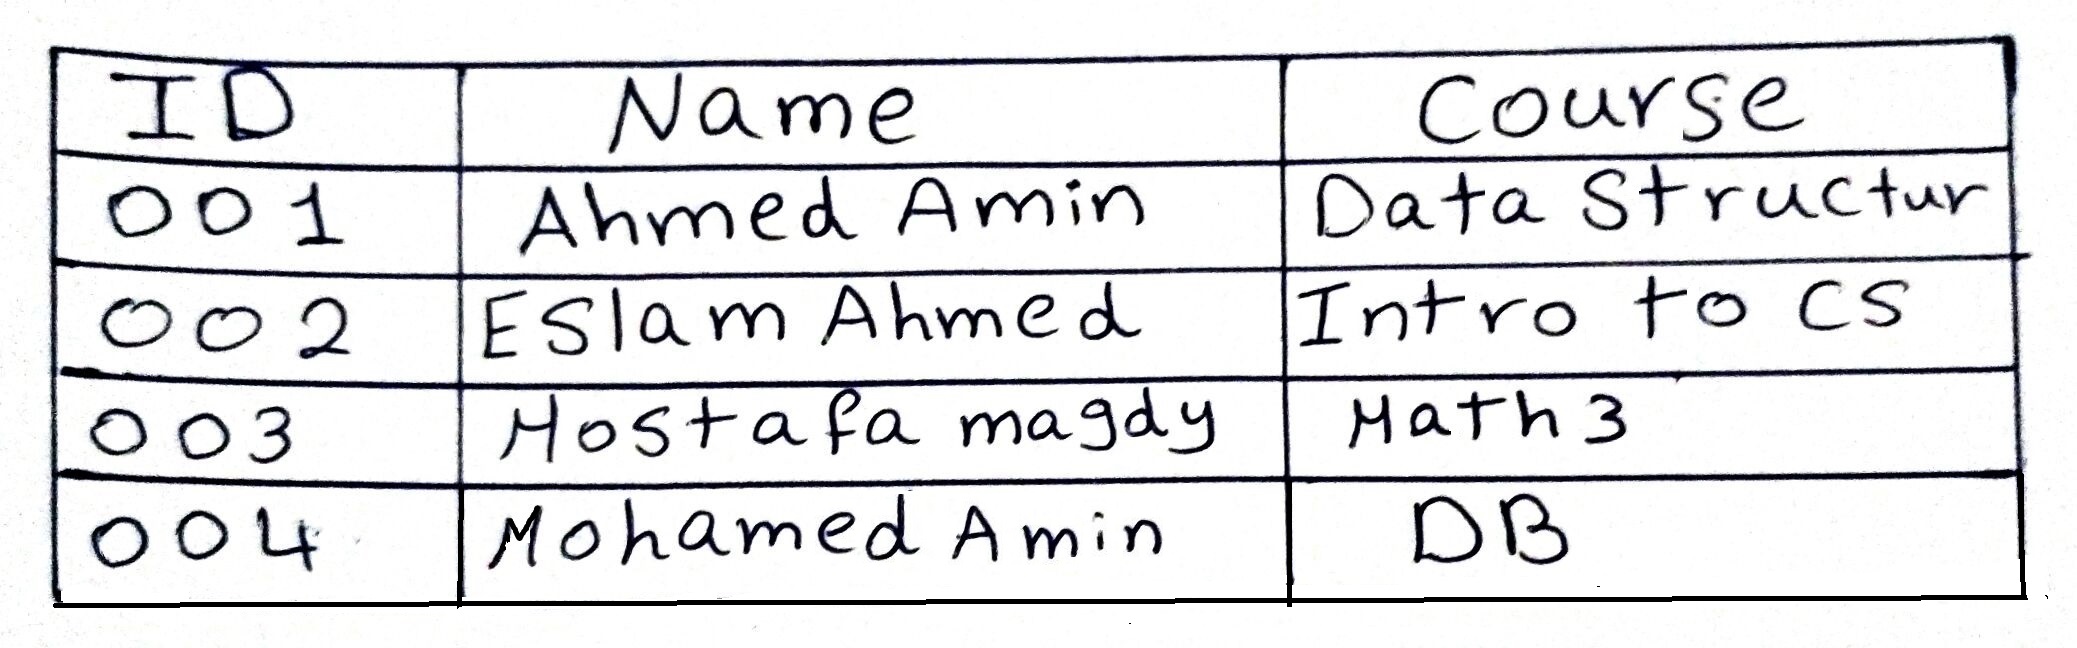 ID Name Course
001 Ahmed Amin Data Structur
002 Eslam Ahmed Intro to CS
003 Mostafa magdy Math 3
004 Mohamed Amin DB